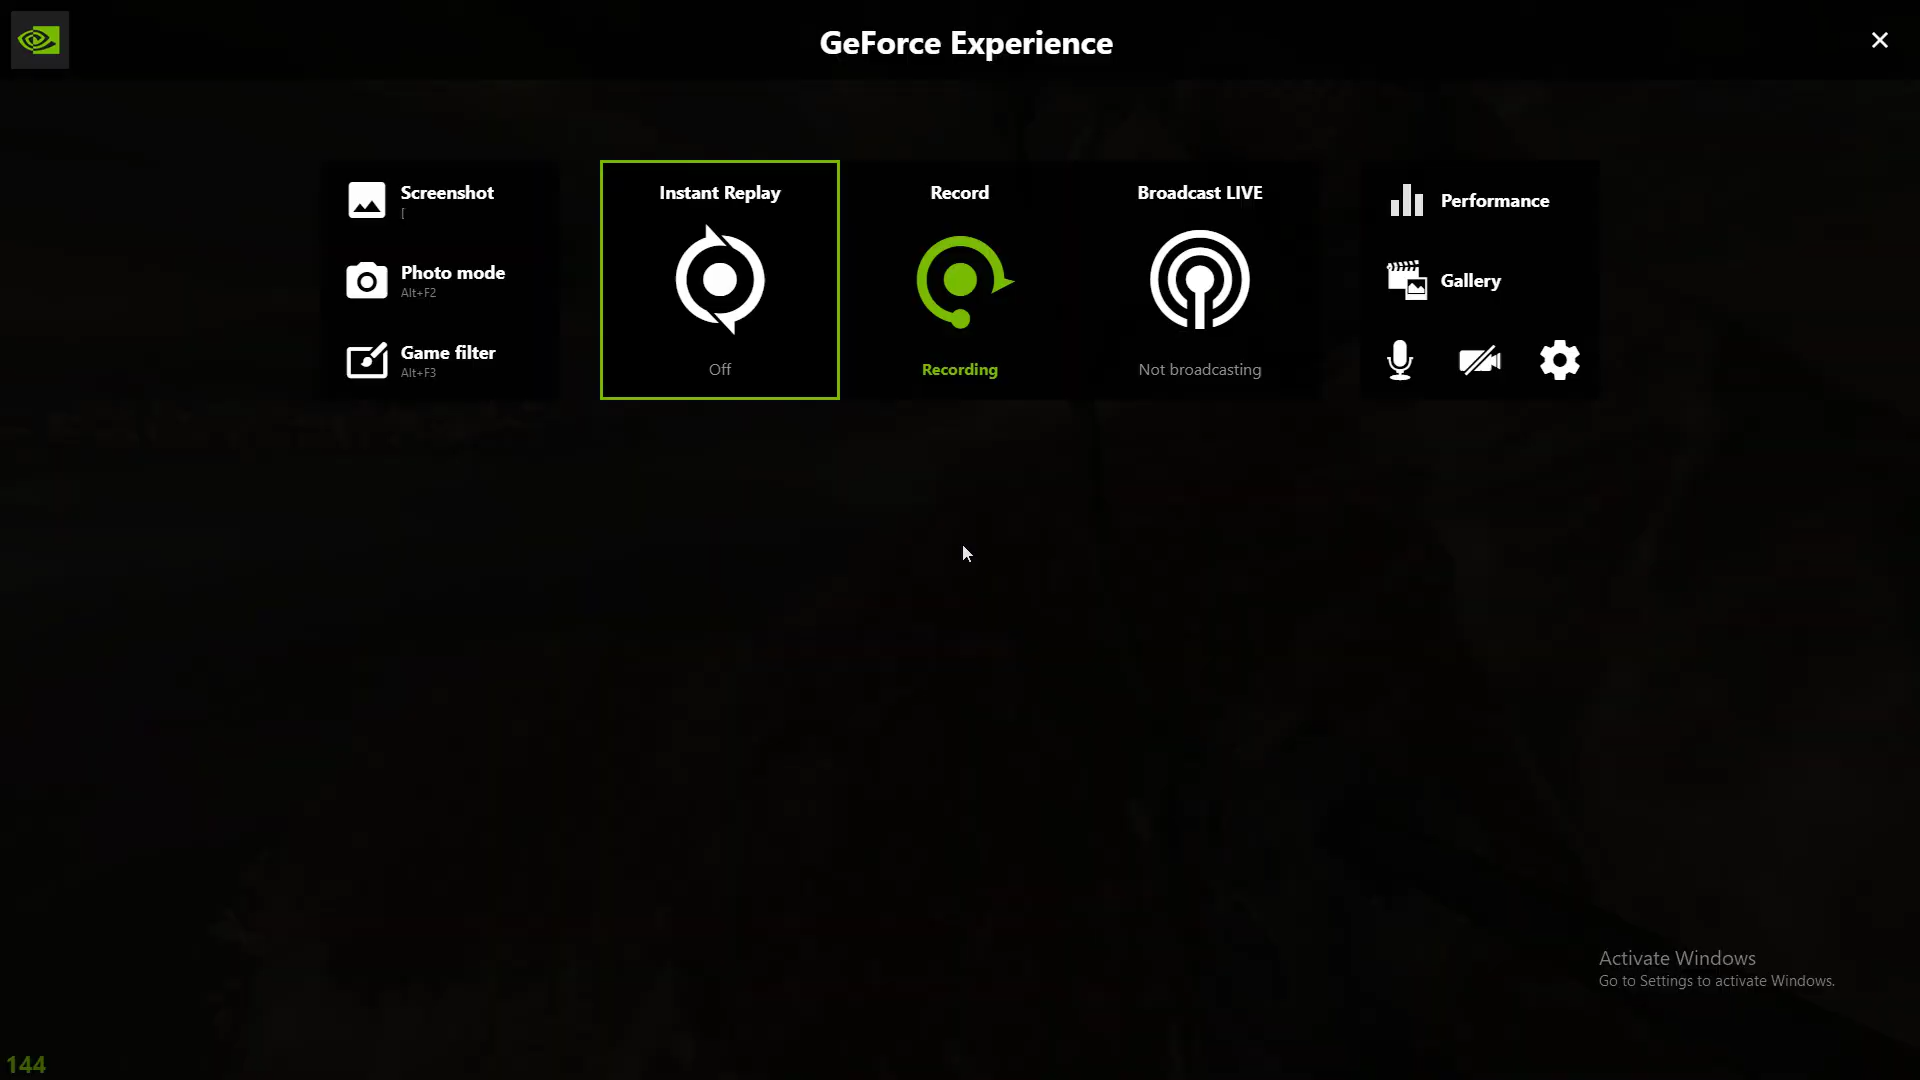 GeForce Experience
Screenshot
[
Photo mode
Alt+F2
Game filter
Alt+F3
Instant Replay
Off
Record
Recording
Broadcast LIVE
Not broadcasting
Performance
Gallery
Activate Windows
Go to Settings to activate Windows.
144